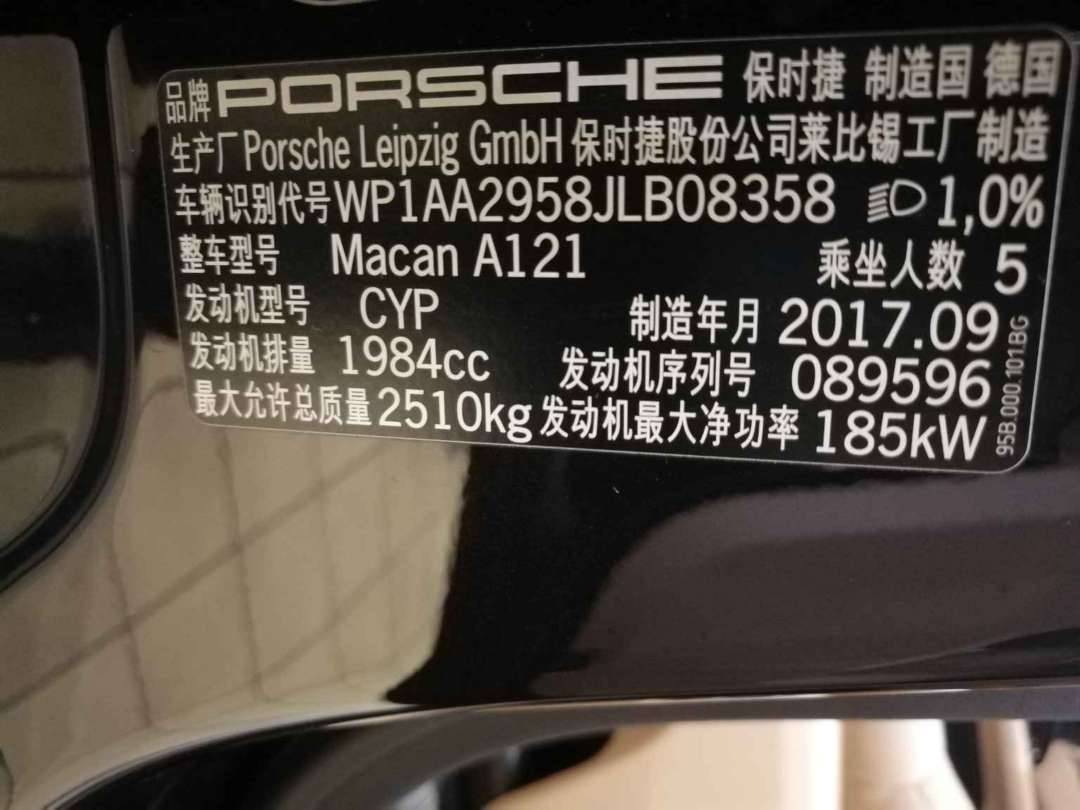 品牌 PORSCHE 保时捷 制造国 德国
生产厂 Porsche Leipzig GmbH 保时捷股份公司莱比锡工厂制造
车辆识别代号 WP1AA2958JLB08358 1,0%
整车型号 Macan A121 乘坐人数 5
发动机型号 CYP 制造年月 2017.09
发动机排量 1984cc 发动机序列号 089596
最大允许总质量 2510kg 发动机最大净功率 185kW
95B.000.101.BG